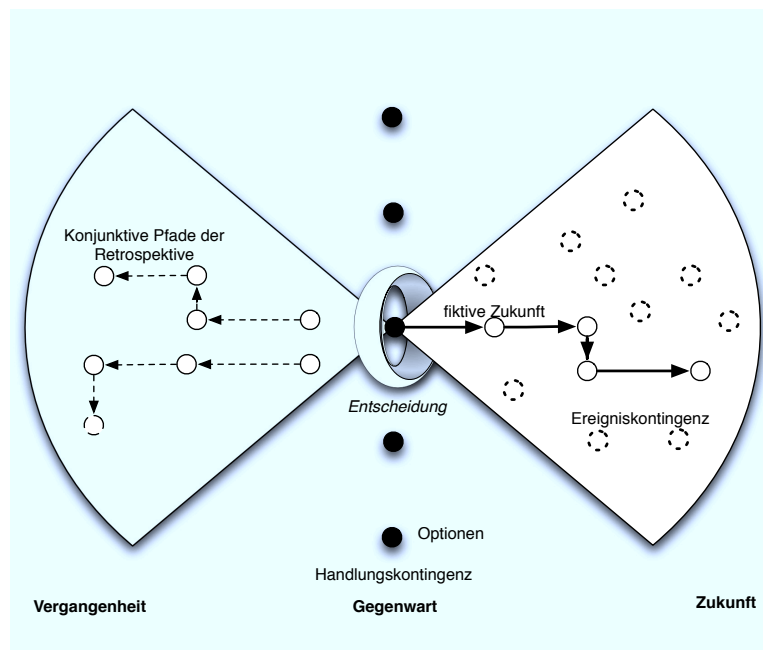 Konjunktive Pfade der
Retrospektive
fiktive Zukunft
Entscheidung
Ereigniskontingenz
Optionen
Handlungskontingenz
Vergangenheit
Gegenwart
Zukunft